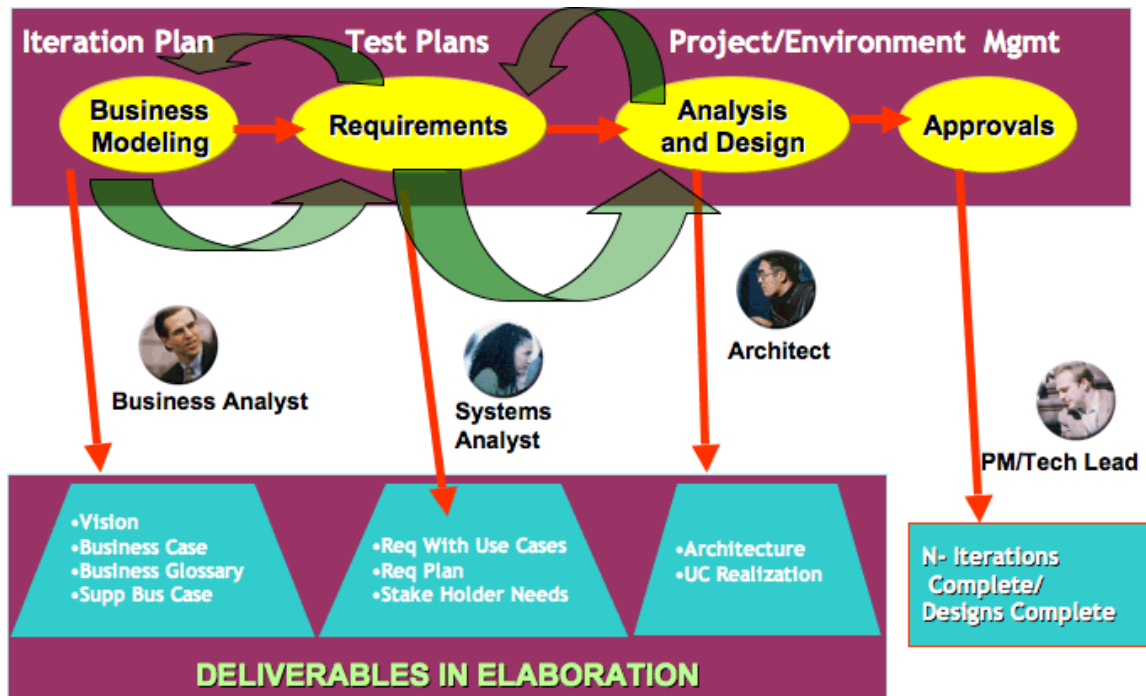 Iteration Plan
Test Plans
Project/Environment Mgmt
Business
Modeling
Requirements
Analysis
and Design
Approvals
Business Analyst
Systems
Analyst
Architect
PM/Tech Lead
•Vision
•Business Case
•Business Glossary
•Supp Bus Case
•Req With Use Cases
•Req Plan
•Stake Holder Needs
•Architecture
•UC Realization
N- Iterations
Complete/
Designs Complete
DELIVERABLES IN ELABORATION